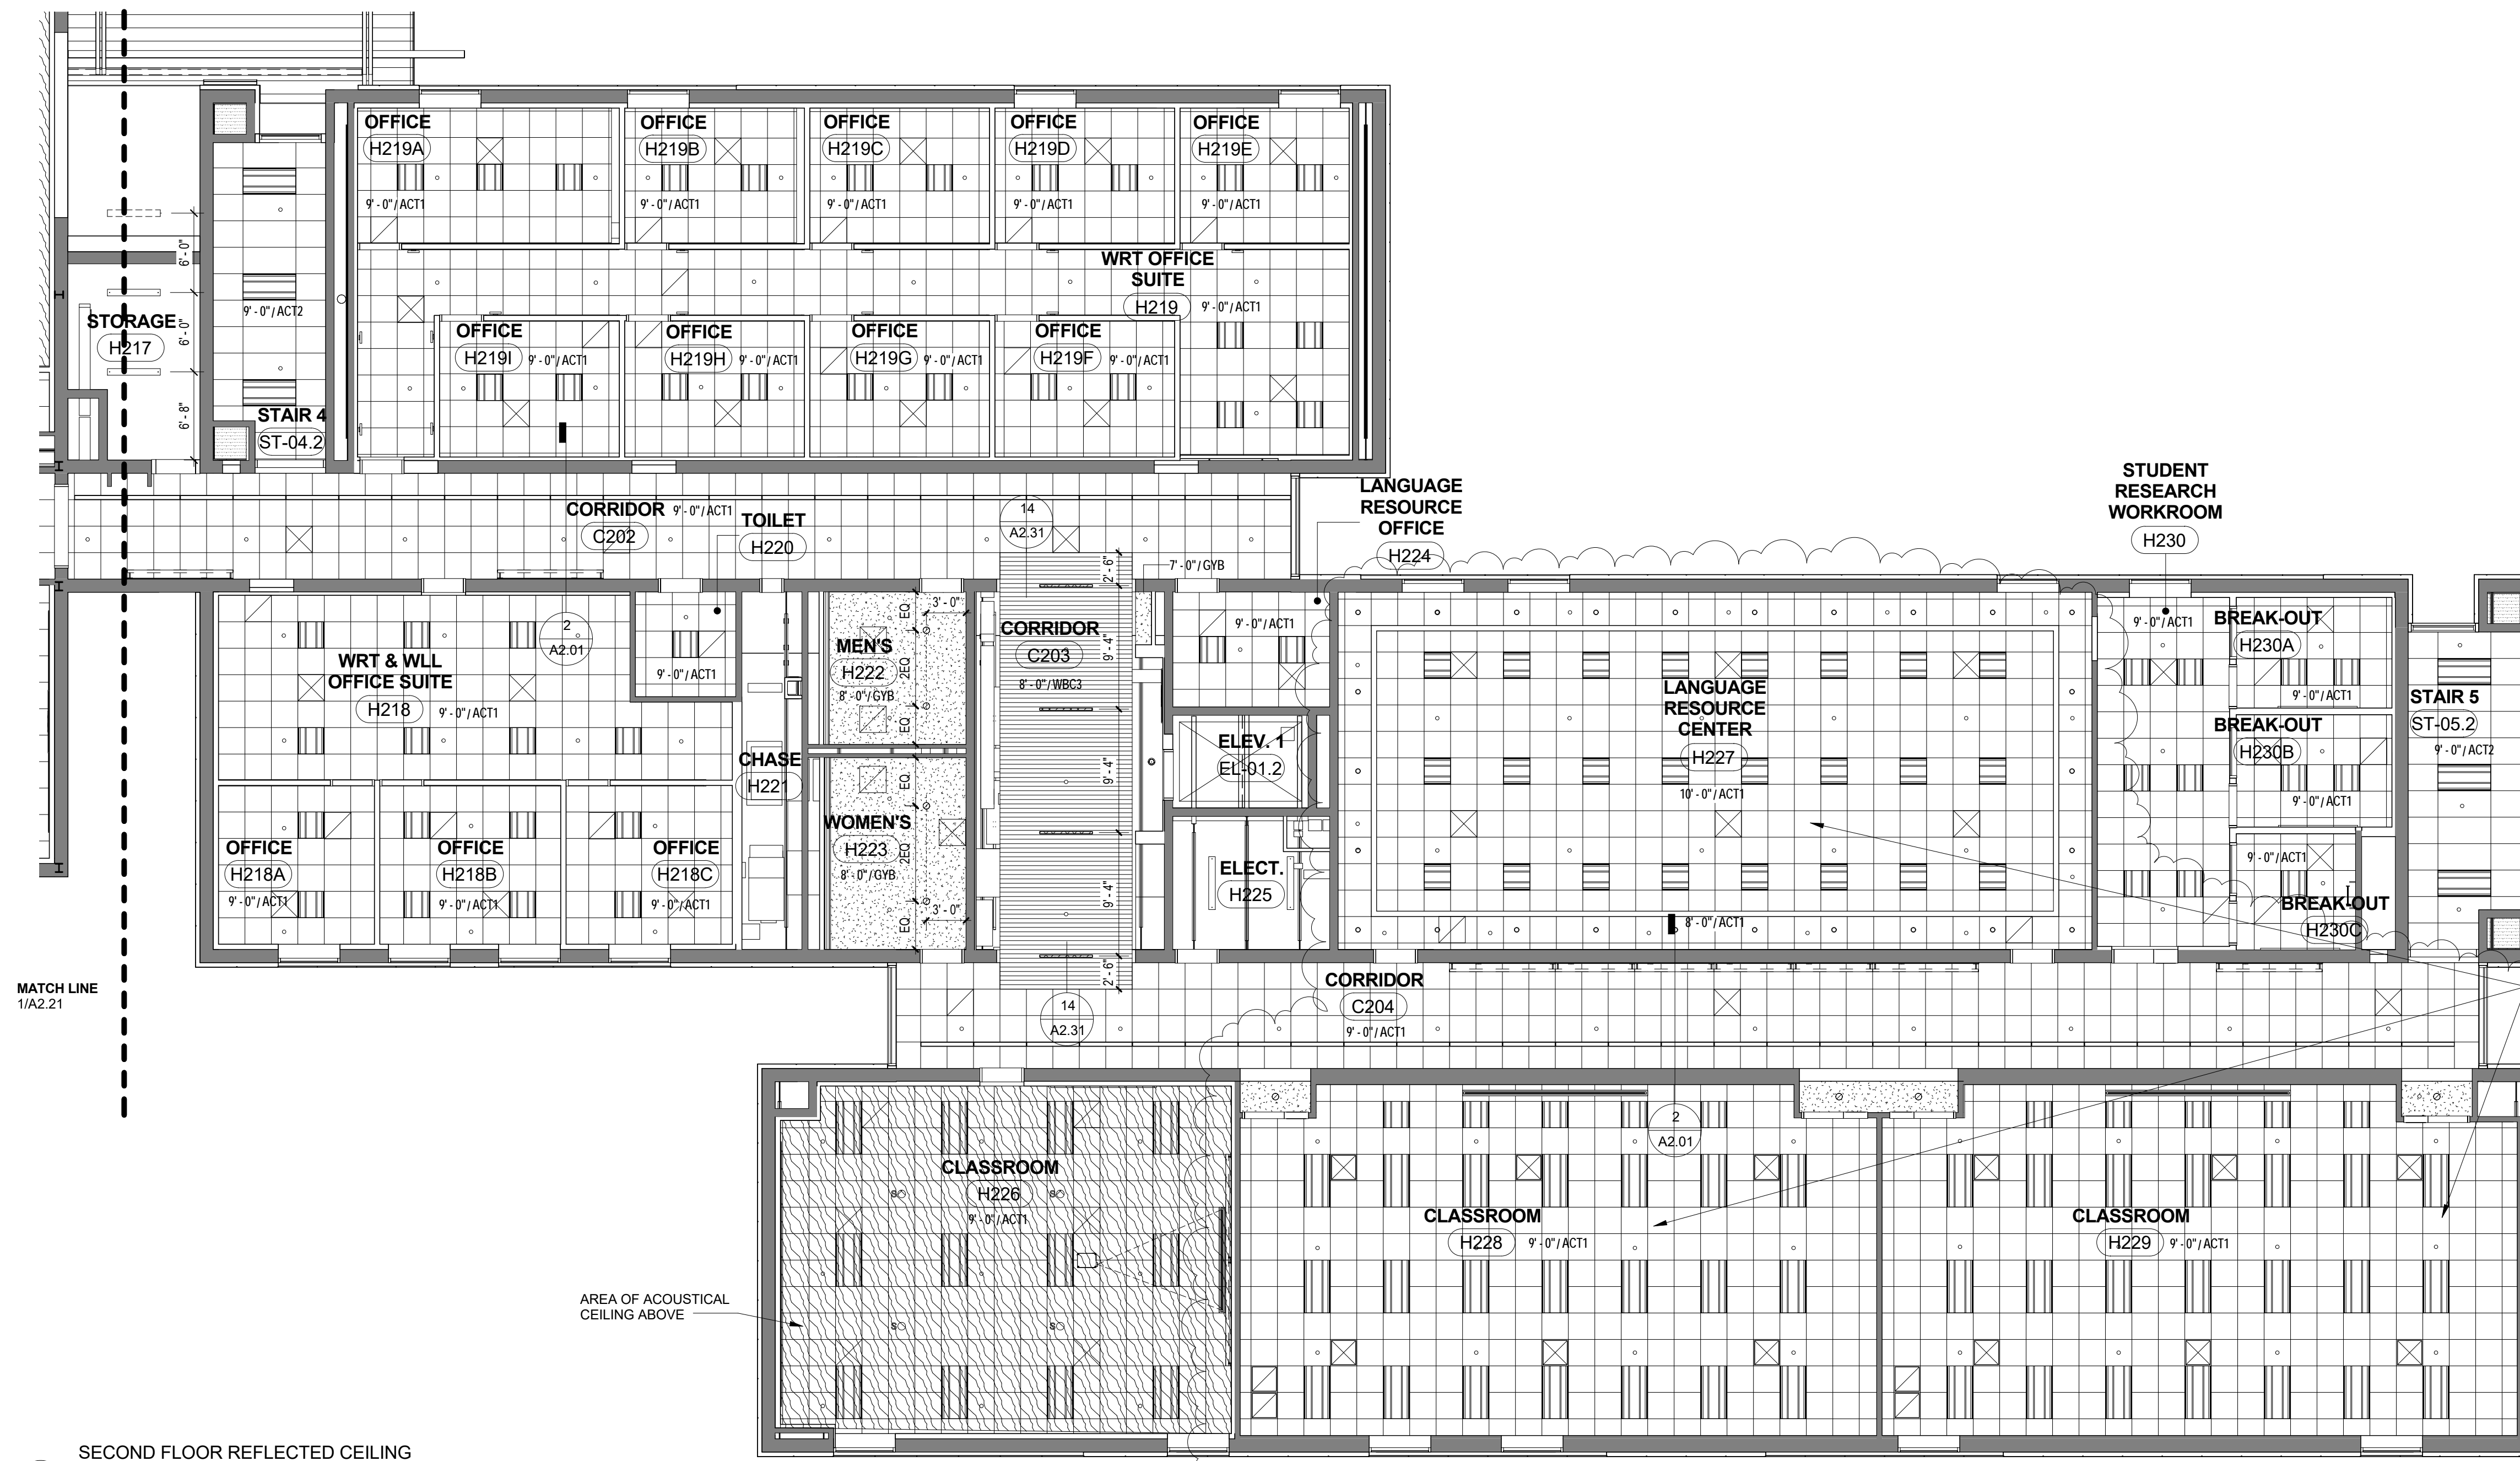 OFFICE
H219A
9' - 0" / ACT1
OFFICE
H219B
9' - 0" / ACT1
OFFICE
H219C
9' - 0" / ACT1
OFFICE
H219D
9' - 0" / ACT1
OFFICE
H219E
9' - 0" / ACT1
WRT OFFICE
SUITE
H219
9' - 0" / ACT1
6' - 0"
6' - 0"
6' - 8"
9' - 0" / ACT2
STORAGE
H217
STAIR 4
ST-04.2
OFFICE
H219I
9' - 0" / ACT1
OFFICE
H219H
9' - 0" / ACT1
OFFICE
H219G
9' - 0" / ACT1
OFFICE
H219F
9' - 0" / ACT1
CORRIDOR
C202
9' - 0" / ACT1
TOILET
H220
14
A2.31
LANGUAGE
RESOURCE
OFFICE
H224
STUDENT
RESEARCH
WORKROOM
H230
7' - 0" / GYB
2' - 6"
9' - 4"
9' - 4"
9' - 4"
2' - 6"
2
A2.01
WRT & WLL
OFFICE SUITE
H218
9' - 0" / ACT1
9' - 0" / ACT1
MEN'S
H222
8' - 0" / GYB
EQ
2EQ
EQ
3' - 0"
CORRIDOR
C203
8' - 0" / WBC3
9' - 0" / ACT1
LANGUAGE
RESOURCE
CENTER
H227
10' - 0" / ACT1
8' - 0" / ACT1
9' - 0" / ACT1
BREAK-OUT
H230A
9' - 0" / ACT1
BREAK-OUT
H230B
9' - 0" / ACT1
9' - 0" / ACT1
BREAK-OUT
H230C
STAIR 5
ST-05.2
9' - 0" / ACT2
CHASE
H221
ELEV. 1
EL-01.2
WOMEN'S
H223
8' - 0" / GYB
EQ
2EQ
EQ
3' - 0"
ELECT.
H225
OFFICE
H218A
9' - 0" / ACT1
OFFICE
H218B
9' - 0" / ACT1
OFFICE
H218C
9' - 0" / ACT1
MATCH LINE
1/A2.21
14
A2.31
CORRIDOR
C204
9' - 0" / ACT1
2
A2.01
CLASSROOM
H226
9' - 0" / ACT1
S
S
S
S
CLASSROOM
H228
9' - 0" / ACT1
CLASSROOM
H229
9' - 0" / ACT1
AREA OF ACOUSTICAL
CEILING ABOVE
SECOND FLOOR REFLECTED CEILING